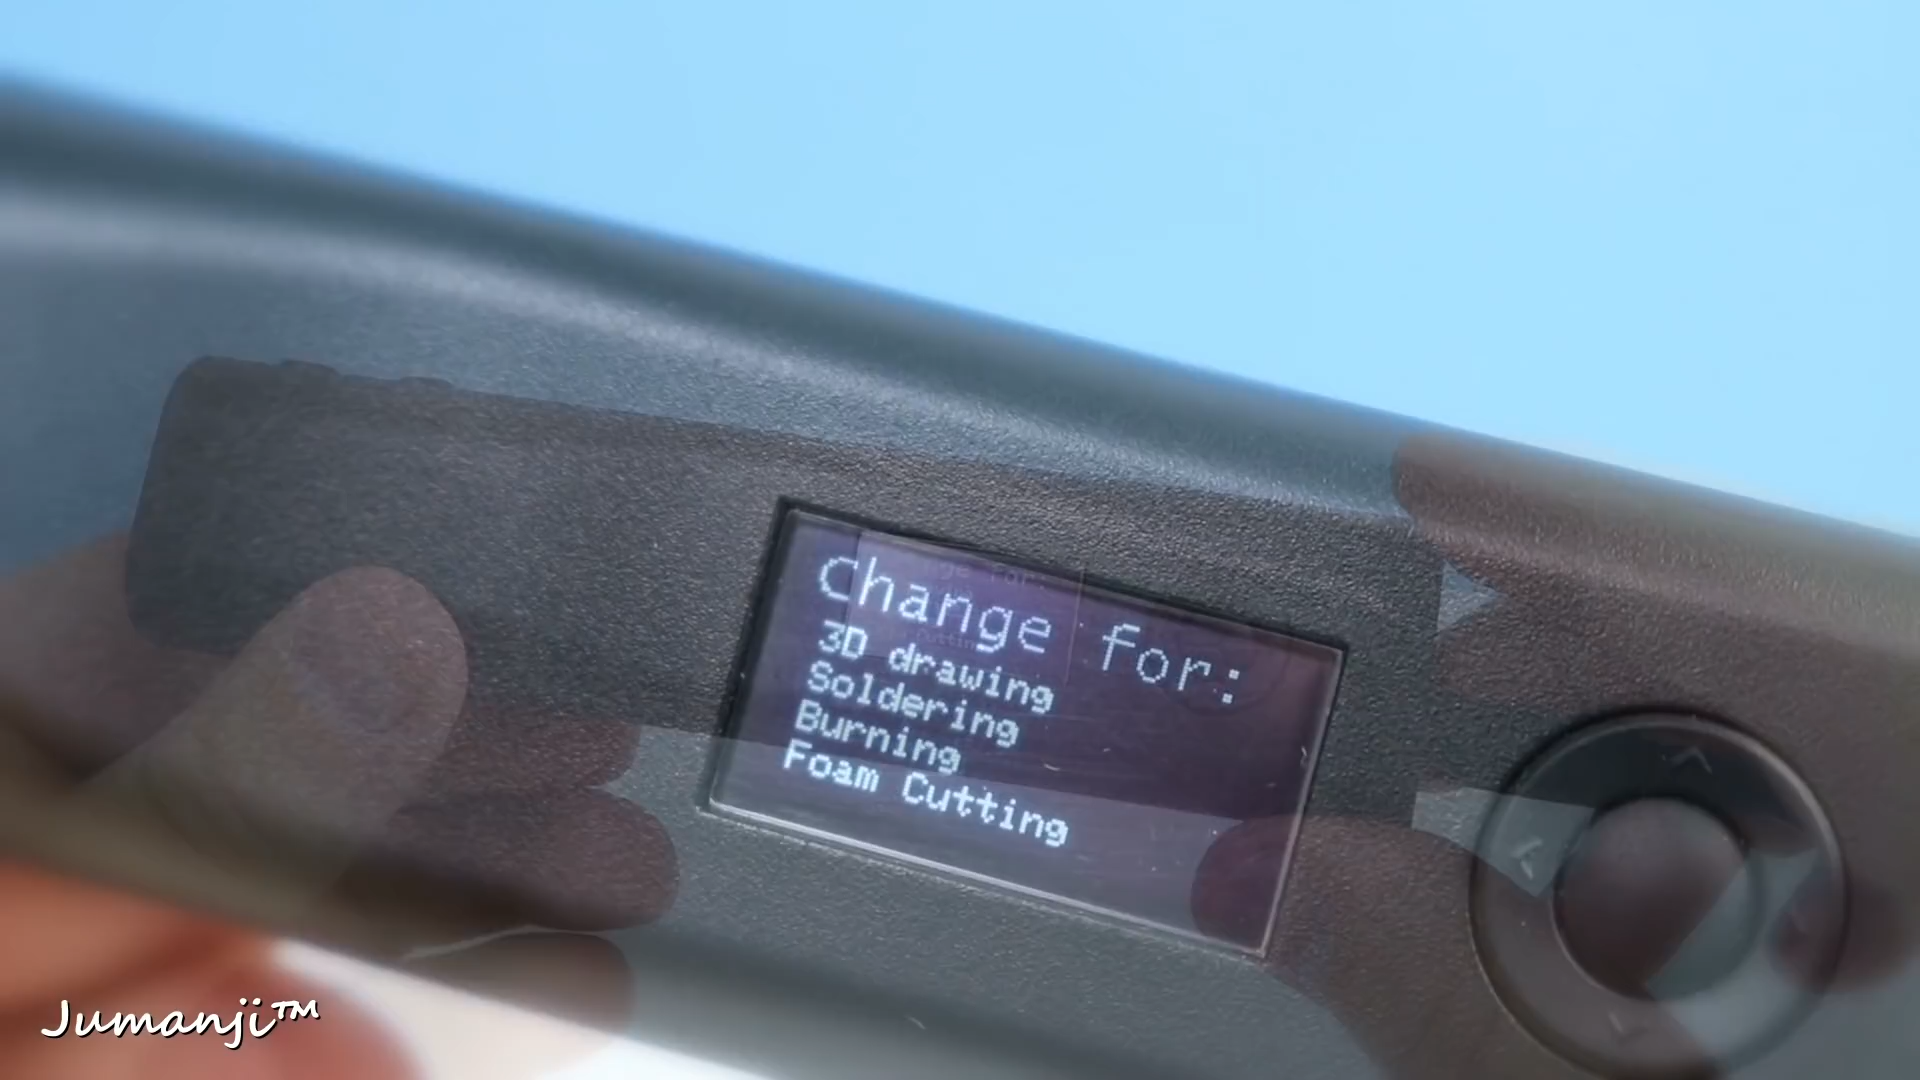 Change for:
3D drawing
Soldering
Burning
Foam Cutting
Jumanji™